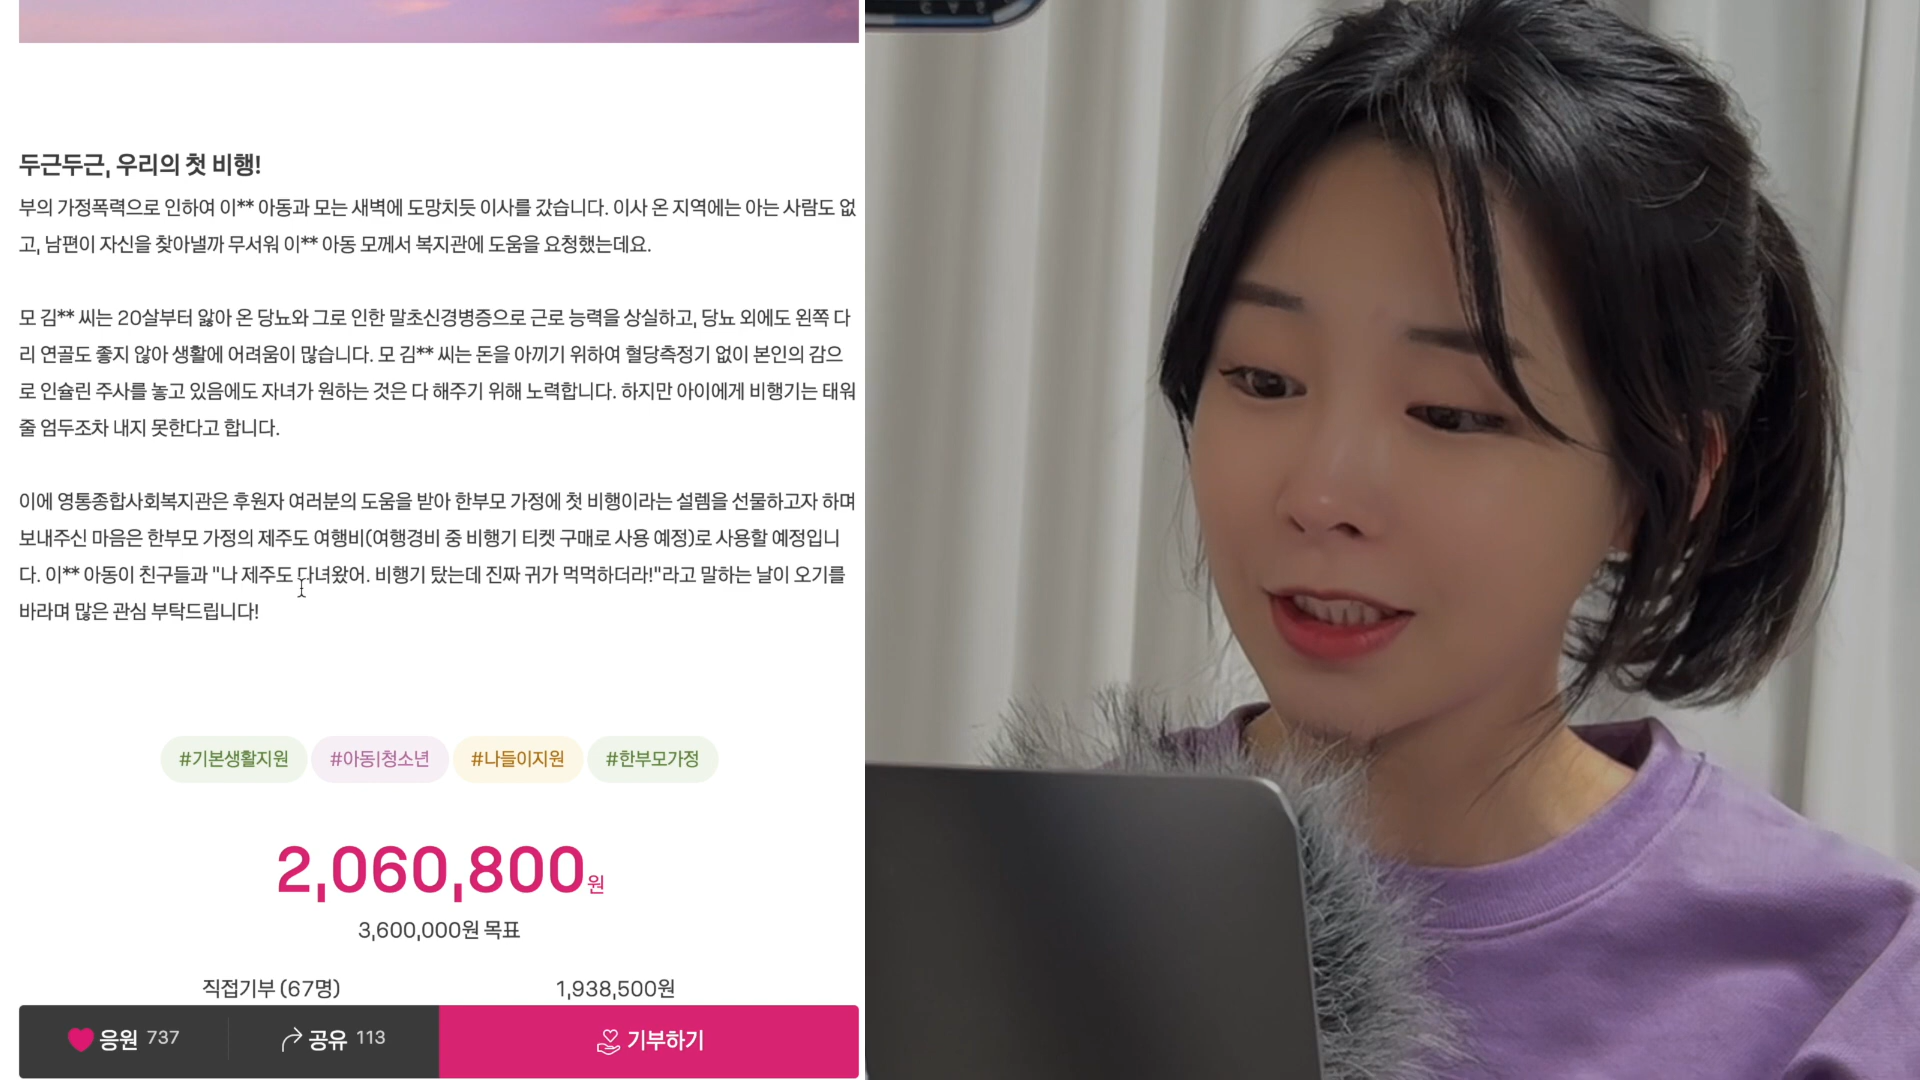 두근두근, 우리의 첫 비행!
부의 가정폭력으로 인하여 이** 아동과 모는 새벽에 도망치듯 이사를 갔습니다. 이사 온 지역에는 아는 사람도 없
고, 남편이 자신을 찾아낼까 무서워 이** 아동 모께서 복지관에 도움을 요청했는데요.
모 김** 씨는 20살부터 앓아 온 당뇨와 그로 인한 말초신경병증으로 근로 능력을 상실하고, 당뇨 외에도 왼쪽 다
리 연골도 좋지 않아 생활에 어려움이 많습니다. 모 김** 씨는 돈을 아끼기 위하여 혈당측정기 없이 본인의 감으
로 인슐린 주사를 놓고 있음에도 자녀가 원하는 것은 다 해주기 위해 노력합니다. 하지만 아이에게 비행기는 태워
줄 엄두조차 내지 못한다고 합니다.
이에 영통종합사회복지관은 후원자 여러분의 도움을 받아 한부모 가정에 첫 비행이라는 설렘을 선물하고자 하며
보내주신 마음은 한부모 가정의 제주도 여행비(여행경비 중 비행기 티켓 구매로 사용 예정)로 사용할 예정입니
다. 이** 아동이 친구들과 "나 제주도 다녀왔어. 비행기 탔는데 진짜 귀가 먹먹하더라!"라고 말하는 날이 오기를
바라며 많은 관심 부탁드립니다!
#기본생활지원 #아동|청소년 #나들이지원 #한부모가정
2,060,800원
3,600,000원 목표
직접기부 (67명) 1,938,500원
응원 737 공유 113 기부하기